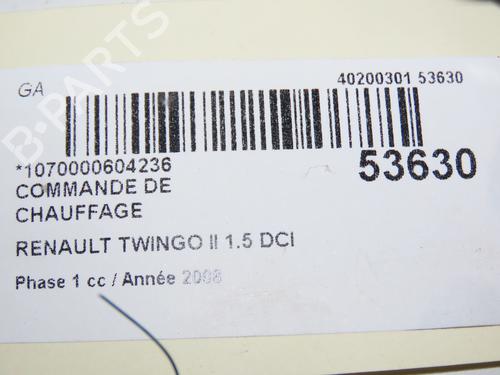 GA
40200301 53630
*1070000604236
53630
COMMANDE DE
CHAUFFAGE
RENAULT TWINGO II 1.5 DCI
Phase 1 cc / Année 2008
B-PARTS